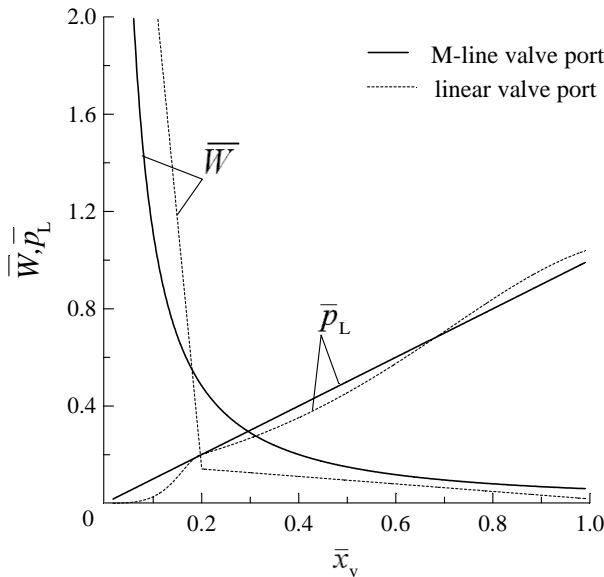 2.0
M-line valve port
linear valve port
1.6
W̅
1.2
W̅,p̅L
0.8
p̅L
0.4
0
0.2
0.4
0.6
0.8
1.0
x̅v